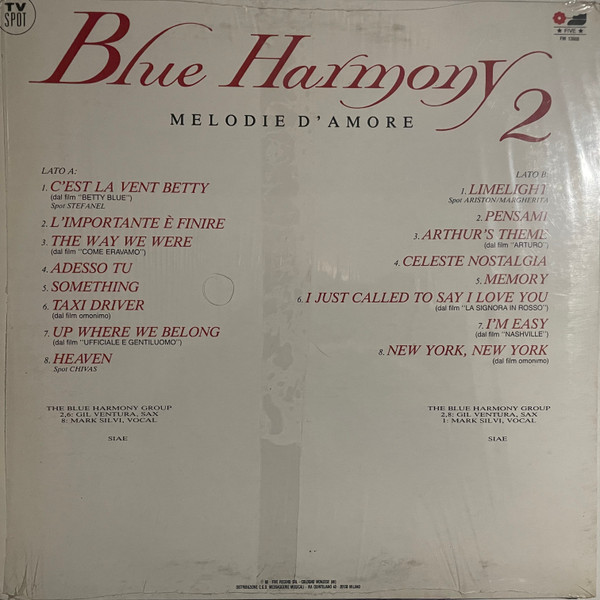 TV
SPOT
★ FIVE ★
Blue Harmony 2
MELODIE D'AMORE
LATO A:
1. C'EST LA VENT BETTY
(dal film "BETTY BLUE")
Spot STEFANEL
2. L'IMPORTANTE È FINIRE
3. THE WAY WE WERE
(dal film "COME ERAVAMO")
4. ADESSO TU
5. SOMETHING
6. TAXI DRIVER
(dal film omonimo)
7. UP WHERE WE BELONG
(dal film "UFFICIALE E GENTILUOMO")
8. HEAVEN
Spot CHIVAS
THE BLUE HARMONY GROUP
2,6: GIL VENTURA, SAX
8: MARK SILVI, VOCAL
SIAE
LATO B:
1. LIMELIGHT
Spot ARISTON/MARGHERITA
2. PENSAMI
3. ARTHUR'S THEME
(dal film "ARTURO")
4. CELESTE NOSTALGIA
5. MEMORY
6. I JUST CALLED TO SAY I LOVE YOU
(dal film "LA SIGNORA IN ROSSO")
7. I'M EASY
(dal film "NASHVILLE")
8. NEW YORK, NEW YORK
(dal film omonimo)
THE BLUE HARMONY GROUP
2,8: GIL VENTURA, SAX
1: MARK SILVI, VOCAL
SIAE